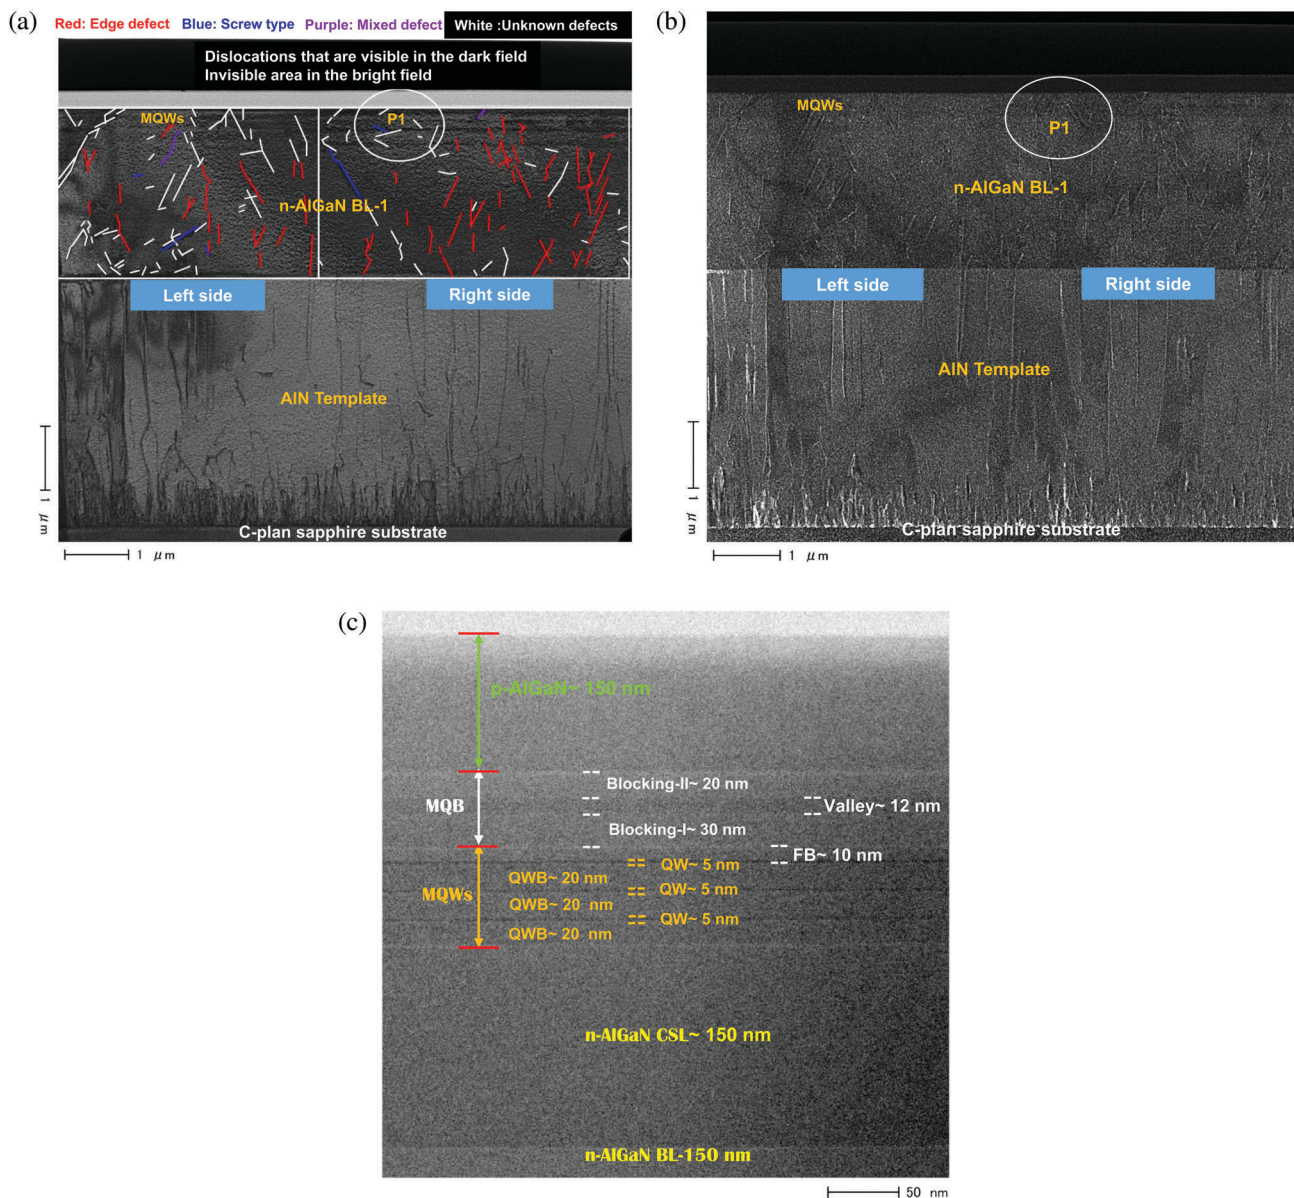 (a)
Red: Edge defect Blue: Screw type Purple: Mixed defect White :Unknown defects
Dislocations that are visible in the dark field
Invisible area in the bright field
MQWs
P1
n-AlGaN BL-1
Left side
Right side
AlN Template
C-plan sapphire substrate
1 μm
1 μm
(b)
MQWs
P1
n-AlGaN BL-1
Left side
Right side
AlN Template
C-plan sapphire substrate
1 μm
1 μm
(c)
p-AlGaN~ 150 nm
MQB
Blocking-II~ 20 nm
Valley~ 12 nm
Blocking-I~ 30 nm
FB~ 10 nm
MQWs
QW~ 5 nm
QWB~ 20 nm
QW~ 5 nm
QWB~ 20 nm
QW~ 5 nm
QWB~ 20 nm
n-AlGaN CSL~ 150 nm
n-AlGaN BL-150 nm
50 nm